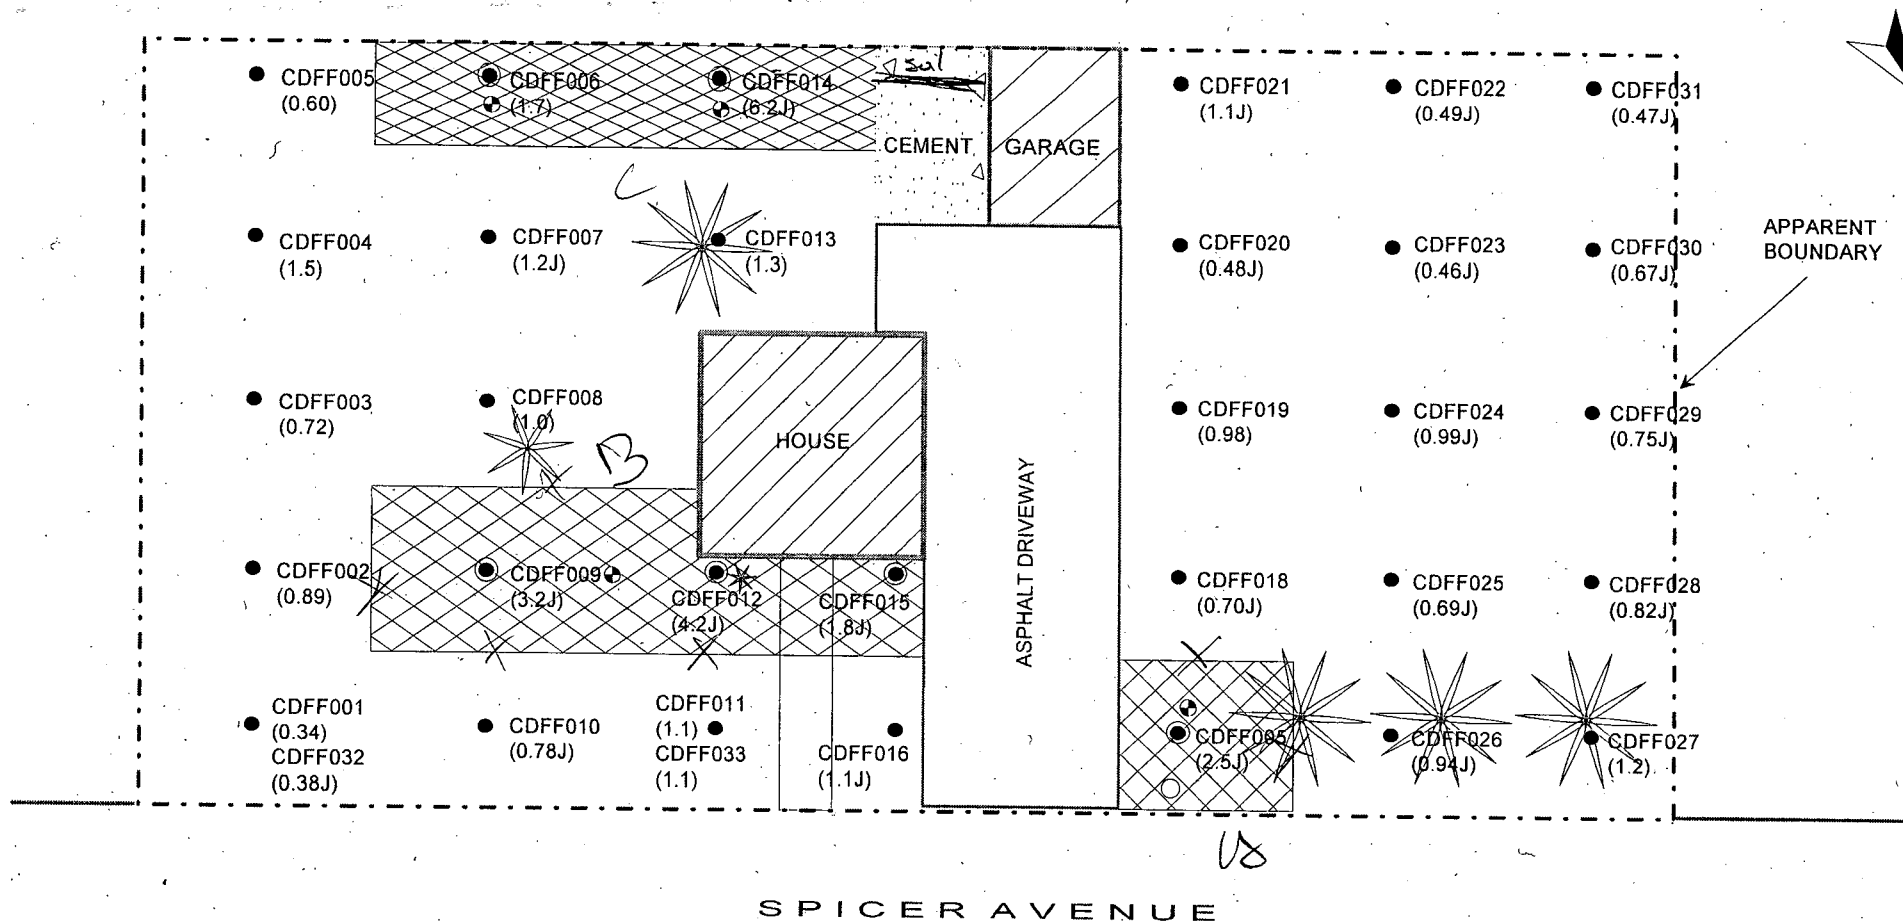 CDFF005
(0.60)
CDFF006
(1.7)
CDFF014
(6.2J)
CEMENT
GARAGE
CDFF021
(1.1J)
CDFF022
(0.49J)
CDFF031
(0.47J)
C
CDFF004
(1.5)
CDFF007
(1.2J)
CDFF013
(1.3)
CDFF020
(0.48J)
CDFF023
(0.46J)
CDFF030
(0.67J)
APPARENT
BOUNDARY
CDFF003
(0.72)
CDFF008
(1.0)
B
HOUSE
CDFF019
(0.98)
CDFF024
(0.99J)
CDFF029
(0.75J)
ASPHALT DRIVEWAY
CDFF002
(0.89)
CDFF009
(3.2J)
CDFF012
(4.2J)
CDFF015
(1.8J)
CDFF018
(0.70J)
CDFF025
(0.69J)
CDFF028
(0.82J)
CDFF001
(0.34)
CDFF032
(0.38J)
CDFF010
(0.78J)
CDFF011
(1.1)
CDFF033
(1.1)
CDFF016
(1.1J)
CDFF005
(2.5J)
CDFF026
(0.94J)
CDFF027
(1.2)
SPICER AVENUE